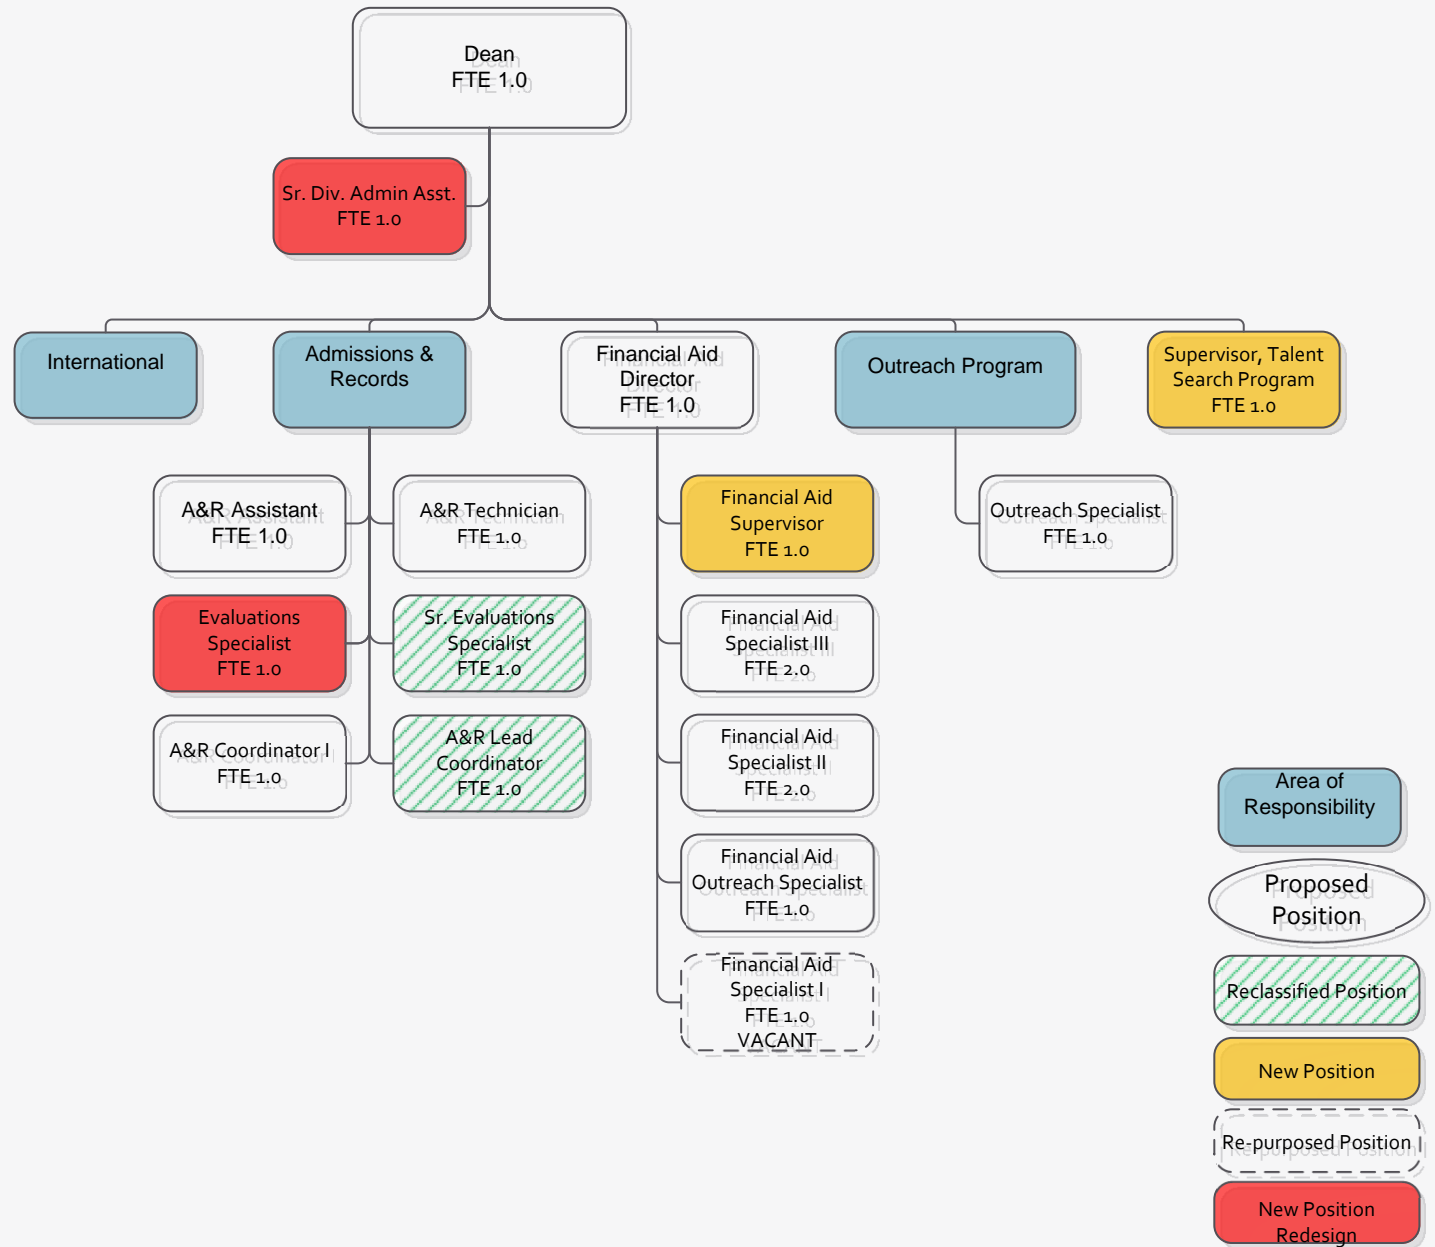 Dean
FTE 1.0
Sr. Div. Admin Asst.
FTE 1.0
International
Admissions &
Records
Financial Aid
Director
FTE 1.0
Outreach Program
Supervisor, Talent
Search Program
FTE 1.0
A&R Assistant
FTE 1.0
A&R Technician
FTE 1.0
Financial Aid
Supervisor
FTE 1.0
Outreach Specialist
FTE 1.0
Evaluations
Specialist
FTE 1.0
Sr. Evaluations
Specialist
FTE 1.0
Financial Aid
Specialist III
FTE 2.0
A&R Coordinator I
FTE 1.0
A&R Lead
Coordinator
FTE 1.0
Financial Aid
Specialist II
FTE 2.0
Financial Aid
Outreach Specialist
FTE 1.0
Financial Aid
Specialist I
FTE 1.0
VACANT
Area of
Responsibility
Proposed
Position
Reclassified Position
New Position
Re-purposed Position
New Position
Redesign